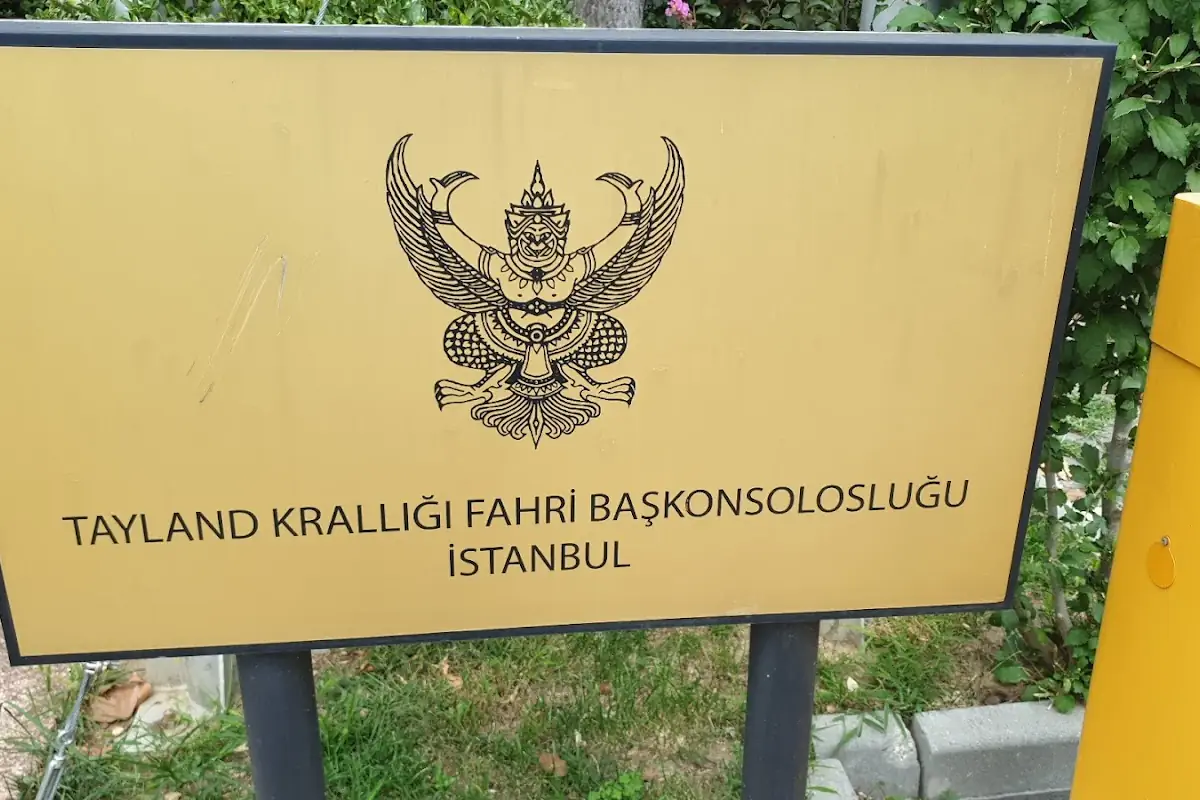 TAYLAND KRALLIĞI FAHRİ BAŞKONSOLOSLUĞU
İSTANBUL